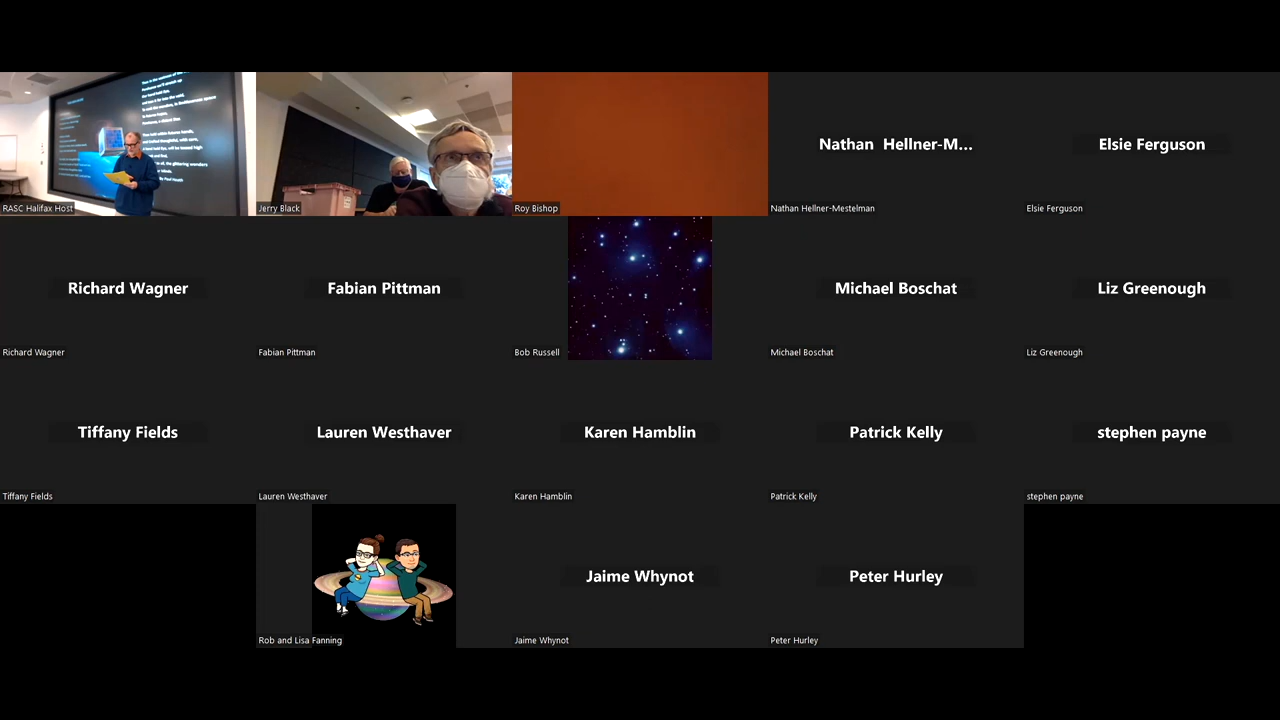 RASC Halifax Host
Jerry Black
Roy Bishop
Nathan Hellner-M...
Nathan Hellner-Mestelman
Elsie Ferguson
Elsie Ferguson
Richard Wagner
Richard Wagner
Fabian Pittman
Fabian Pittman
Bob Russell
Michael Boschat
Michael Boschat
Liz Greenough
Liz Greenough
Tiffany Fields
Tiffany Fields
Lauren Westhaver
Lauren Westhaver
Karen Hamblin
Karen Hamblin
Patrick Kelly
Patrick Kelly
stephen payne
stephen payne
Rob and Lisa Fanning
Jaime Whynot
Jaime Whynot
Peter Hurley
Peter Hurley